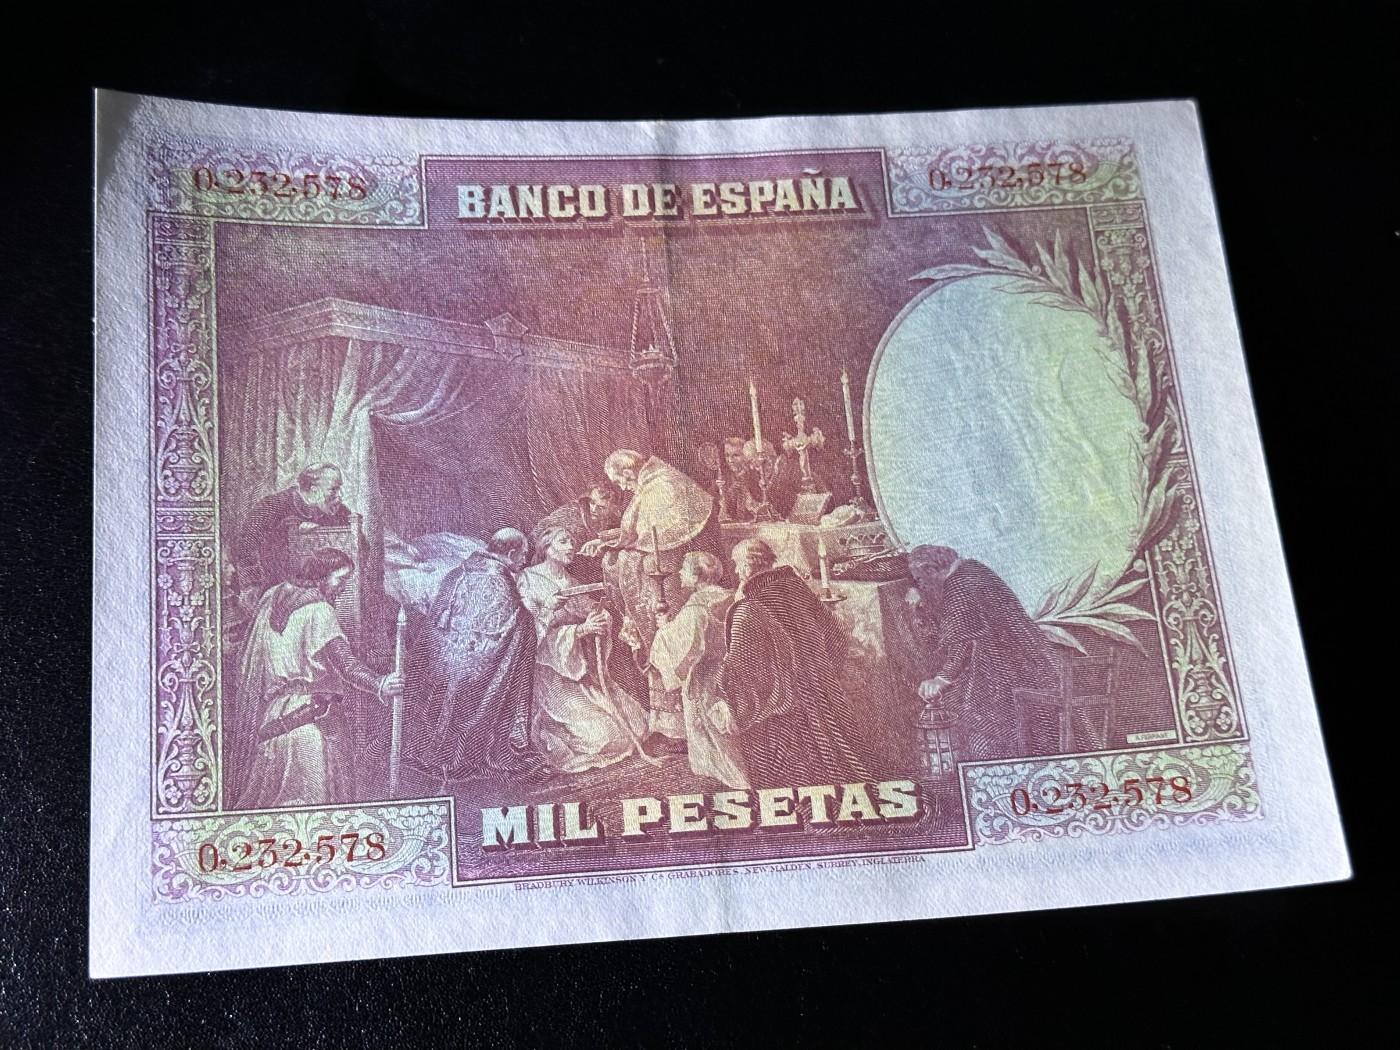 0.232.578
BANCO DE ESPAÑA
0.232.578
A. FERRANT
0.232.578
MIL PESETAS
0.232.578
BRADBURY WILKINSON Y Cª GRABADORES. NEW MALDEN. SURREY, INGLATERRA